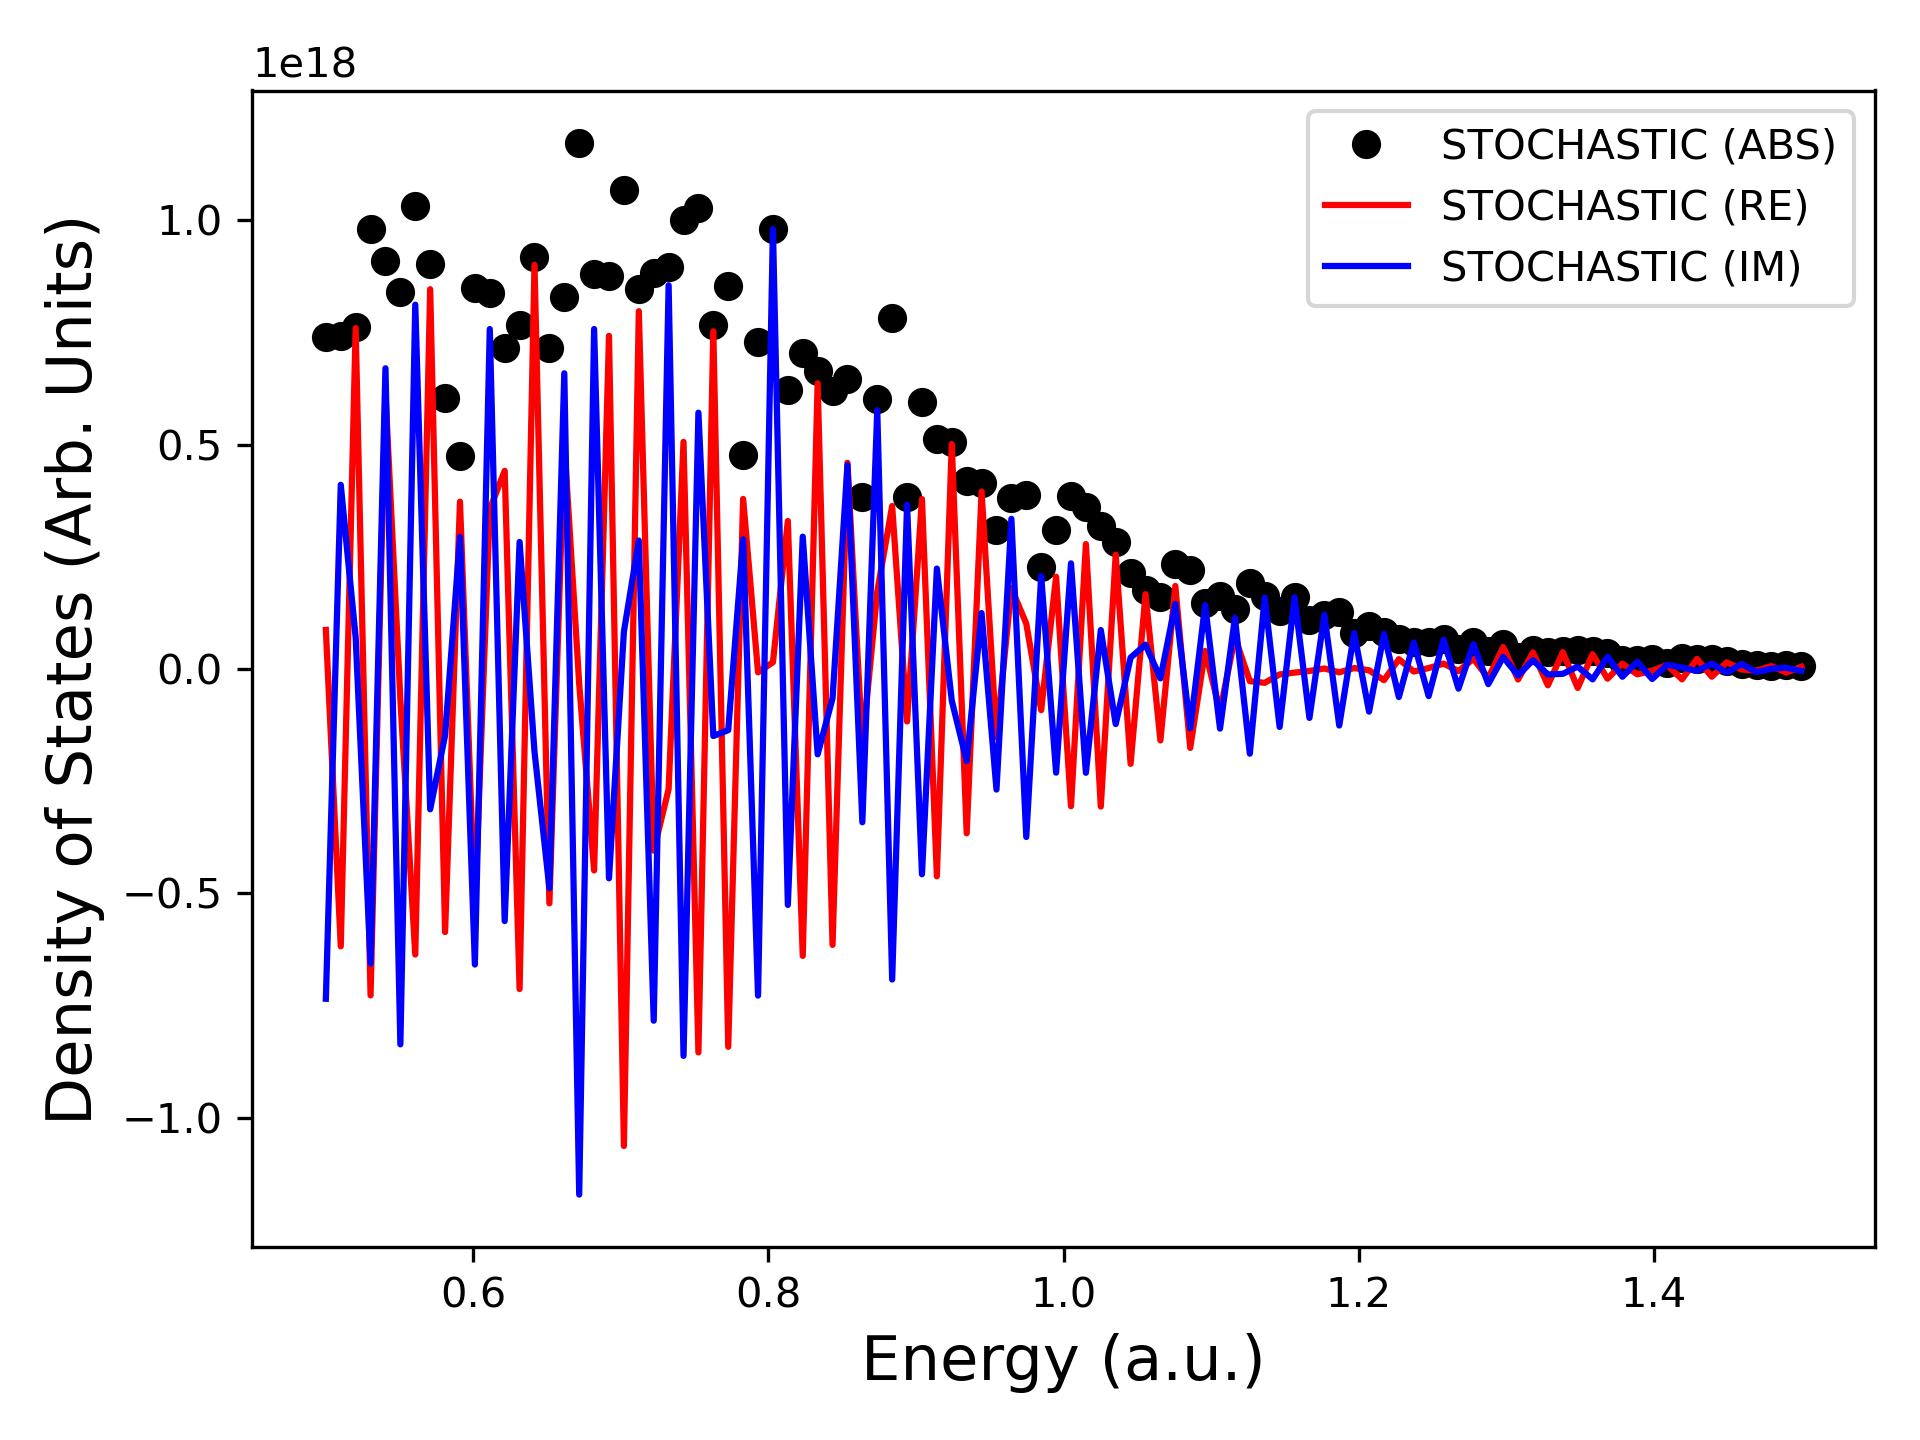 1e18
STOCHASTIC (ABS)
STOCHASTIC (RE)
STOCHASTIC (IM)
Density of States (Arb. Units)
1.0
0.5
0.0
−0.5
−1.0
0.6 0.8 1.0 1.2 1.4
Energy (a.u.)